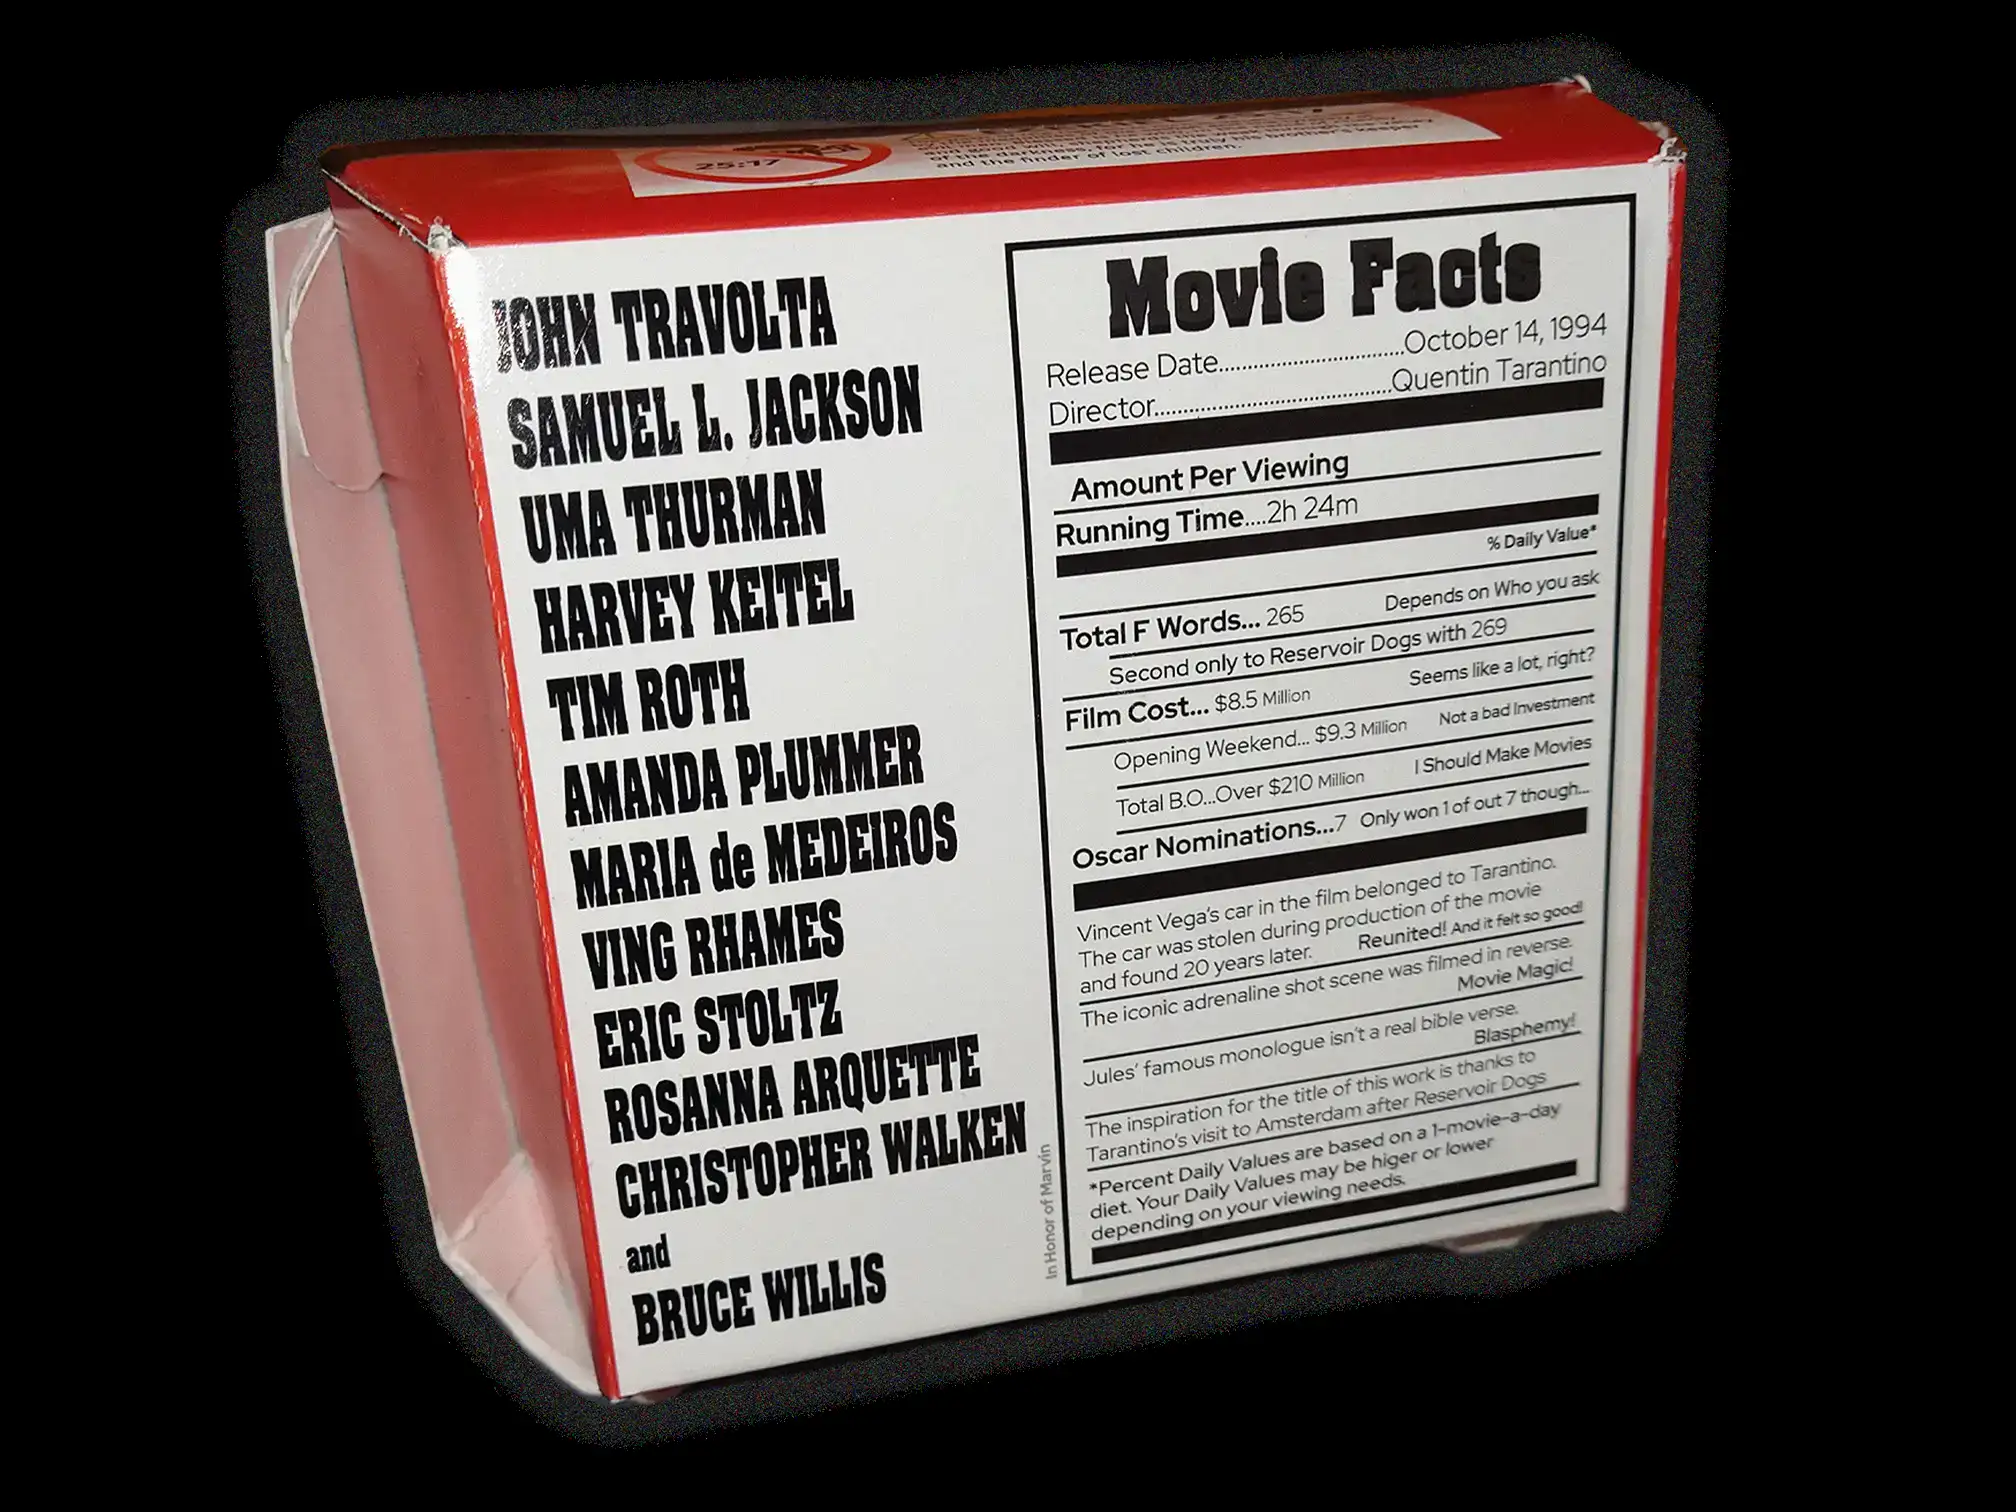 25:17
of the darkness, for he is truly his brother's keeper
and the finder of lost children.
JOHN TRAVOLTA
SAMUEL L. JACKSON
UMA THURMAN
HARVEY KEITEL
TIM ROTH
AMANDA PLUMMER
MARIA de MEDEIROS
VING RHAMES
ERIC STOLTZ
ROSANNA ARQUETTE
CHRISTOPHER WALKEN
and
BRUCE WILLIS
In Honor of Marvin
Movie Facts
Release Date..............................October 14, 1994
Director......................................Quentin Tarantino
Amount Per Viewing
Running Time....2h 24m
% Daily Value*
Total F Words... 265 Depends on Who you ask
Second only to Reservoir Dogs with 269
Film Cost... $8.5 Million Seems like a lot, right?
Opening Weekend... $9.3 Million Not a bad Investment
Total B.O...Over $210 Million I Should Make Movies
Oscar Nominations...7 Only won 1 of out 7 though...
Vincent Vega's car in the film belonged to Tarantino.
The car was stolen during production of the movie
and found 20 years later. Reunited! And it felt so good!
The iconic adrenaline shot scene was filmed in reverse.
Movie Magic!
Jules' famous monologue isn't a real bible verse.
Blasphemy!
The inspiration for the title of this work is thanks to
Tarantino's visit to Amsterdam after Reservoir Dogs
*Percent Daily Values are based on a 1-movie-a-day
diet. Your Daily Values may be higer or lower
depending on your viewing needs.